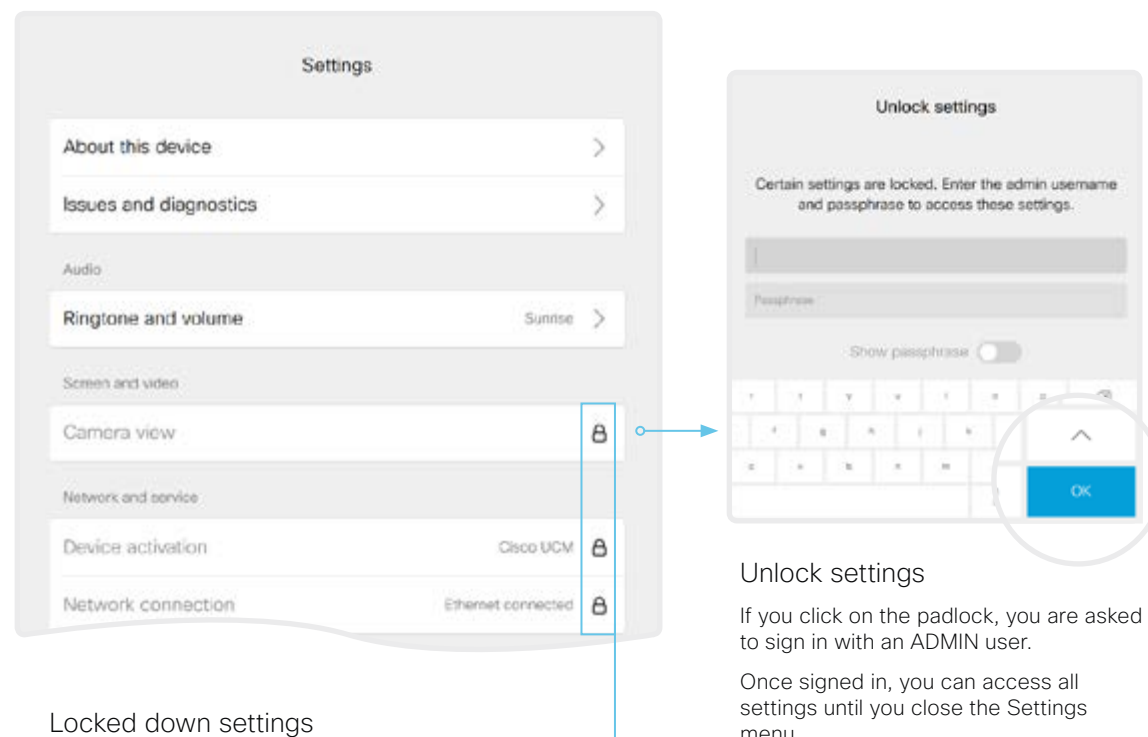 Settings
About this device
Issues and diagnostics
Audio
Ringtone and volume Sunrise
Screen and video
Camera view
Network and service
Device activation Cisco UCM
Network connection Ethernet connected
Locked down settings
Unlock settings
Certain settings are locked. Enter the admin username
and passphrase to access these settings.
Passphrase
Show passphrase
OK
Unlock settings
If you click on the padlock, you are asked
to sign in with an ADMIN user.
Once signed in, you can access all
settings until you close the Settings
menu